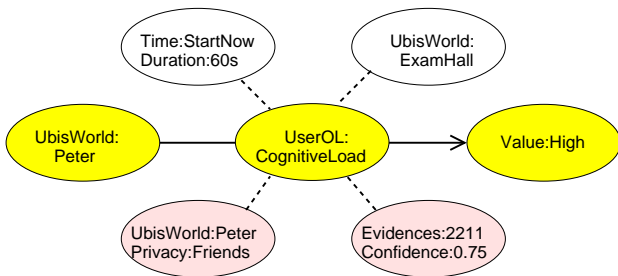 Time:StartNow
Duration:60s
UbisWorld:
ExamHall
UbisWorld:
Peter
UserOL:
CognitiveLoad
Value:High
UbisWorld:Peter
Privacy:Friends
Evidences:2211
Confidence:0.75